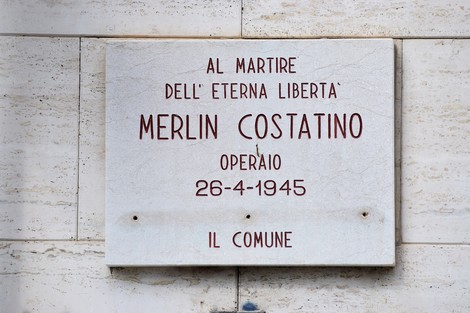 AL MARTIRE
DELL' ETERNA LIBERTA'
MERLIN COSTATINO
OPERAIO
26-4-1945
IL COMUNE